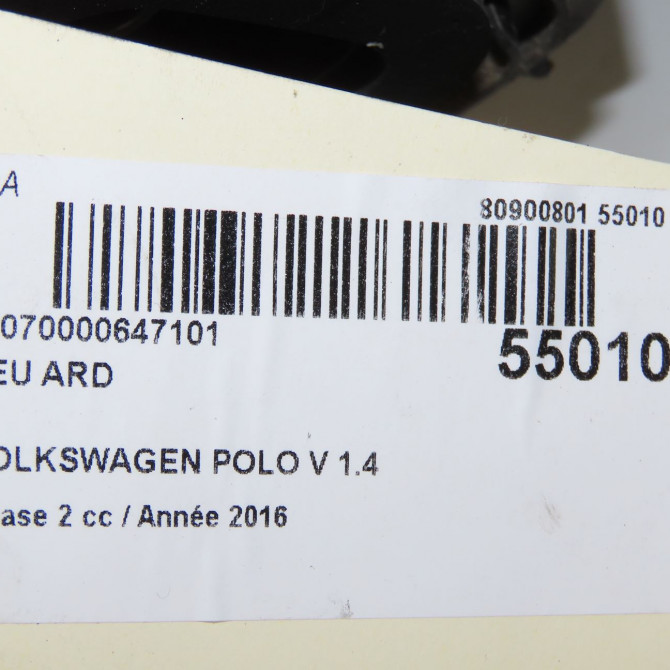 A
80900801 55010
070000647101
55010
EU ARD
OLKSWAGEN POLO V 1.4
ase 2 cc / Année 2016